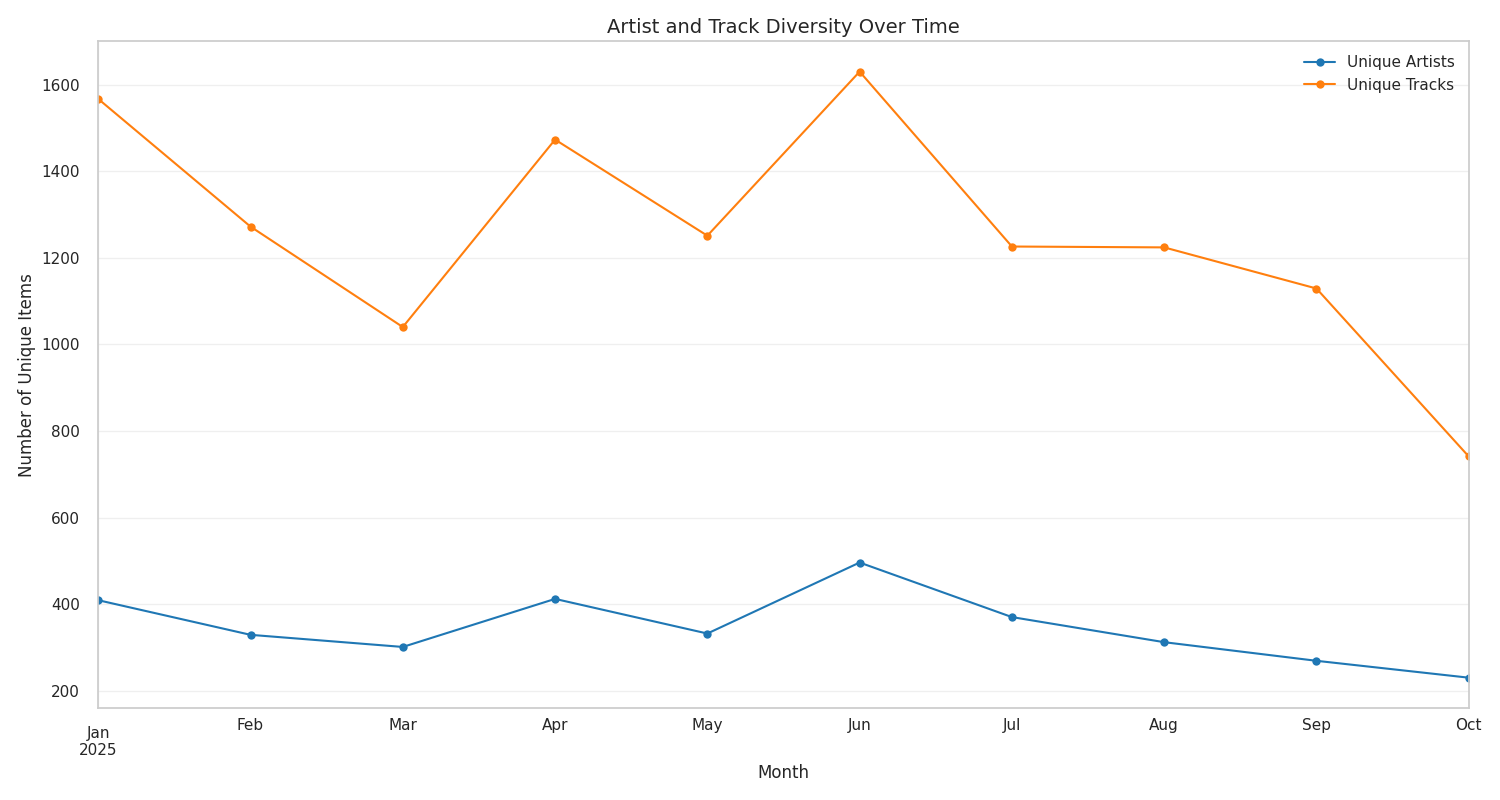 Artist and Track Diversity Over Time
Unique Artists
Unique Tracks
Number of Unique Items
1600
1400
1200
1000
800
600
400
200
Jan
2025
Feb
Mar
Apr
May
Jun
Jul
Aug
Sep
Oct
Month